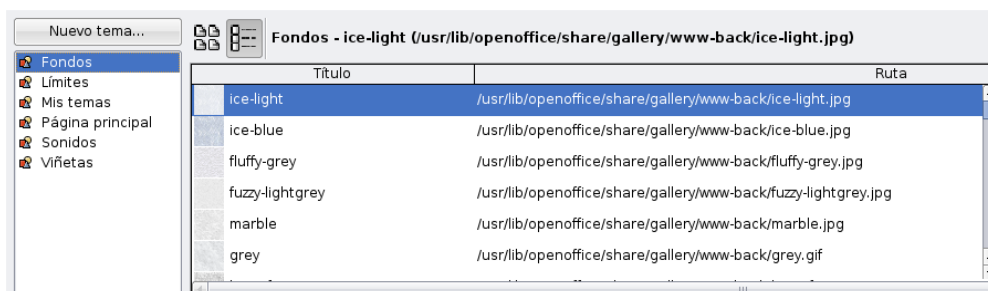 Nuevo tema...
Fondos - ice-light (/usr/lib/openoffice/share/gallery/www-back/ice-light.jpg)
Fondos
Límites
Mis temas
Página principal
Sonidos
Viñetas
Título Ruta
ice-light /usr/lib/openoffice/share/gallery/www-back/ice-light.jpg
ice-blue /usr/lib/openoffice/share/gallery/www-back/ice-blue.jpg
fluffy-grey /usr/lib/openoffice/share/gallery/www-back/fluffy-grey.jpg
fuzzy-lightgrey /usr/lib/openoffice/share/gallery/www-back/fuzzy-lightgrey.jpg
marble /usr/lib/openoffice/share/gallery/www-back/marble.jpg
grey /usr/lib/openoffice/share/gallery/www-back/grey.gif